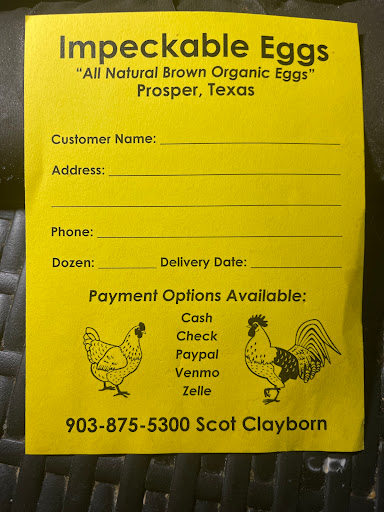 Impeckable Eggs
“All Natural Brown Organic Eggs”
Prosper, Texas
Customer Name:
Address:
Phone:
Dozen: Delivery Date:
Payment Options Available:
Cash
Check
Paypal
Venmo
Zelle
903-875-5300 Scot Clayborn